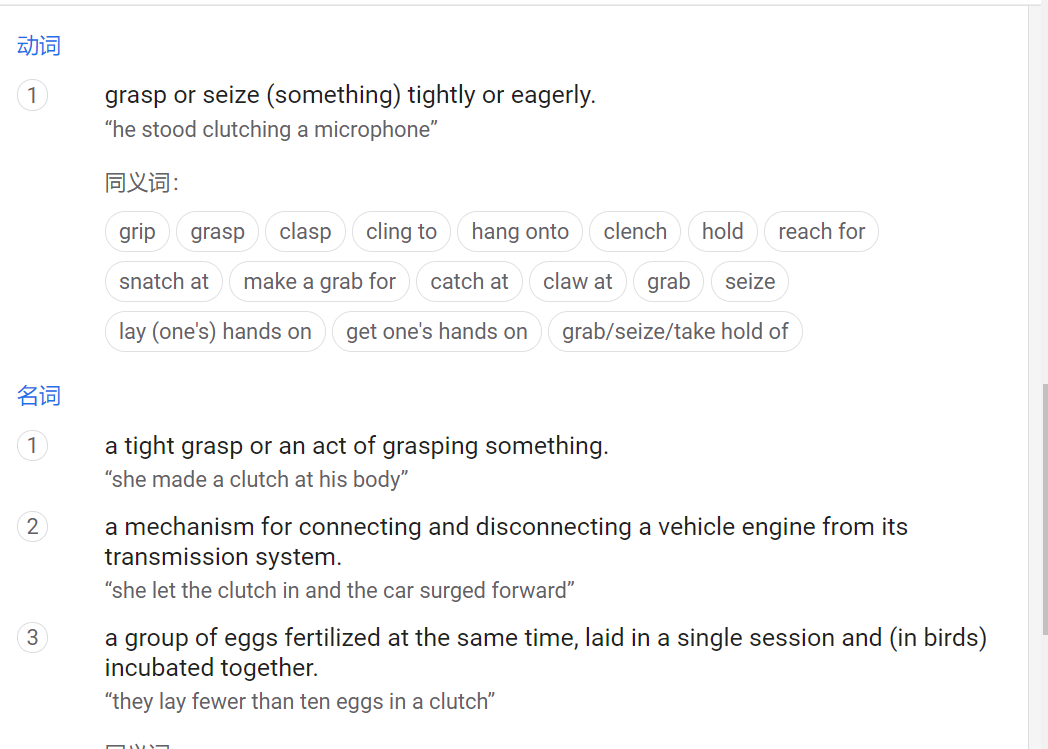 动词
1 grasp or seize (something) tightly or eagerly.
“he stood clutching a microphone”
同义词：
grip grasp clasp cling to hang onto clench hold reach for
snatch at make a grab for catch at claw at grab seize
lay (one's) hands on get one's hands on grab/seize/take hold of
名词
1 a tight grasp or an act of grasping something.
“she made a clutch at his body”
2 a mechanism for connecting and disconnecting a vehicle engine from its
transmission system.
“she let the clutch in and the car surged forward”
3 a group of eggs fertilized at the same time, laid in a single session and (in birds)
incubated together.
“they lay fewer than ten eggs in a clutch”